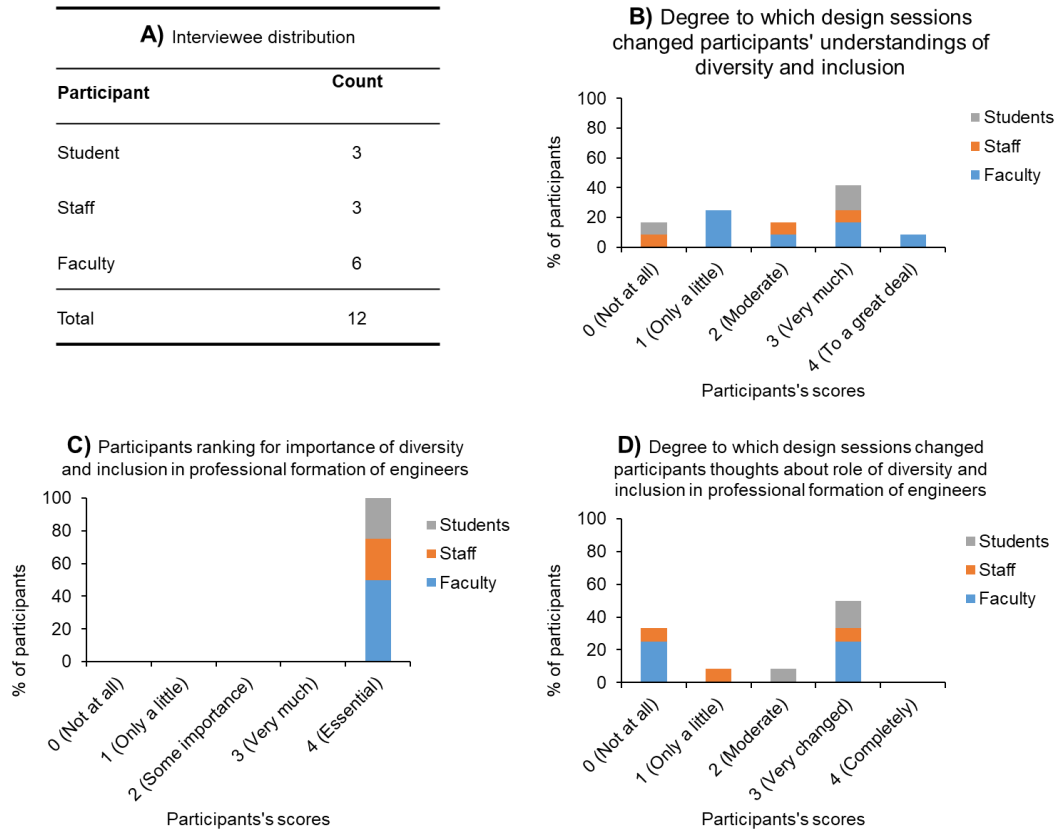 A) Interviewee distribution
Participant Count
Student 3
Staff 3
Faculty 6
Total 12
B) Degree to which design sessions
changed participants' understandings of
diversity and inclusion
% of participants
100
80
60
40
20
0
0 (Not at all)
1 (Only a little)
2 (Moderate)
3 (Very much)
4 (To a great deal)
Participants's scores
Students
Staff
Faculty
C) Participants ranking for importance of diversity
and inclusion in professional formation of engineers
% of participants
100
80
60
40
20
0
0 (Not at all)
1 (Only a little)
2 (Some importance)
3 (Very much)
4 (Essential)
Participants's scores
Students
Staff
Faculty
D) Degree to which design sessions changed
participants thoughts about role of diversity and
inclusion in professional formation of engineers
% of participants
100
80
60
40
20
0
0 (Not at all)
1 (Only a little)
2 (Moderate)
3 (Very changed)
4 (Completely)
Participants's scores
Students
Staff
Faculty